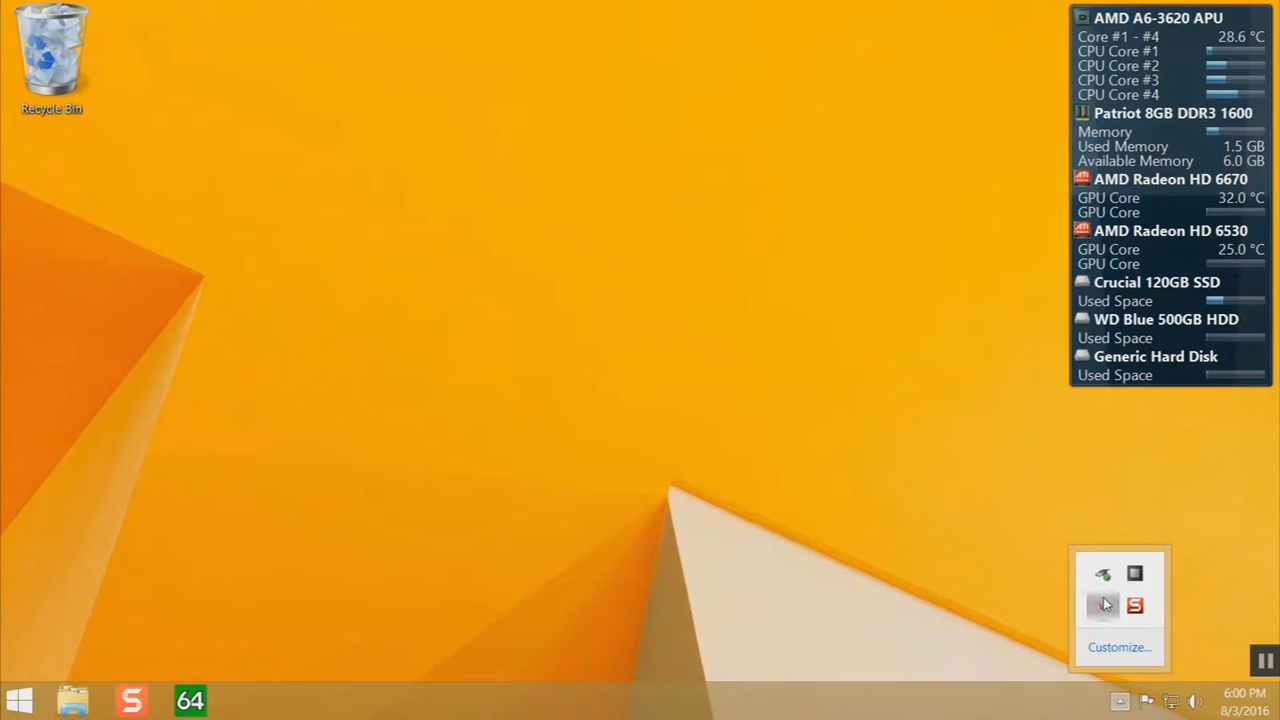 Recycle Bin
AMD A6-3620 APU
Core #1 - #4 28.6 °C
CPU Core #1
CPU Core #2
CPU Core #3
CPU Core #4
Patriot 8GB DDR3 1600
Memory
Used Memory 1.5 GB
Available Memory 6.0 GB
AMD Radeon HD 6670
GPU Core 32.0 °C
GPU Core
AMD Radeon HD 6530
GPU Core 25.0 °C
GPU Core
Crucial 120GB SSD
Used Space
WD Blue 500GB HDD
Used Space
Generic Hard Disk
Used Space
S
Customize...
S
64
6:00 PM
8/3/2016